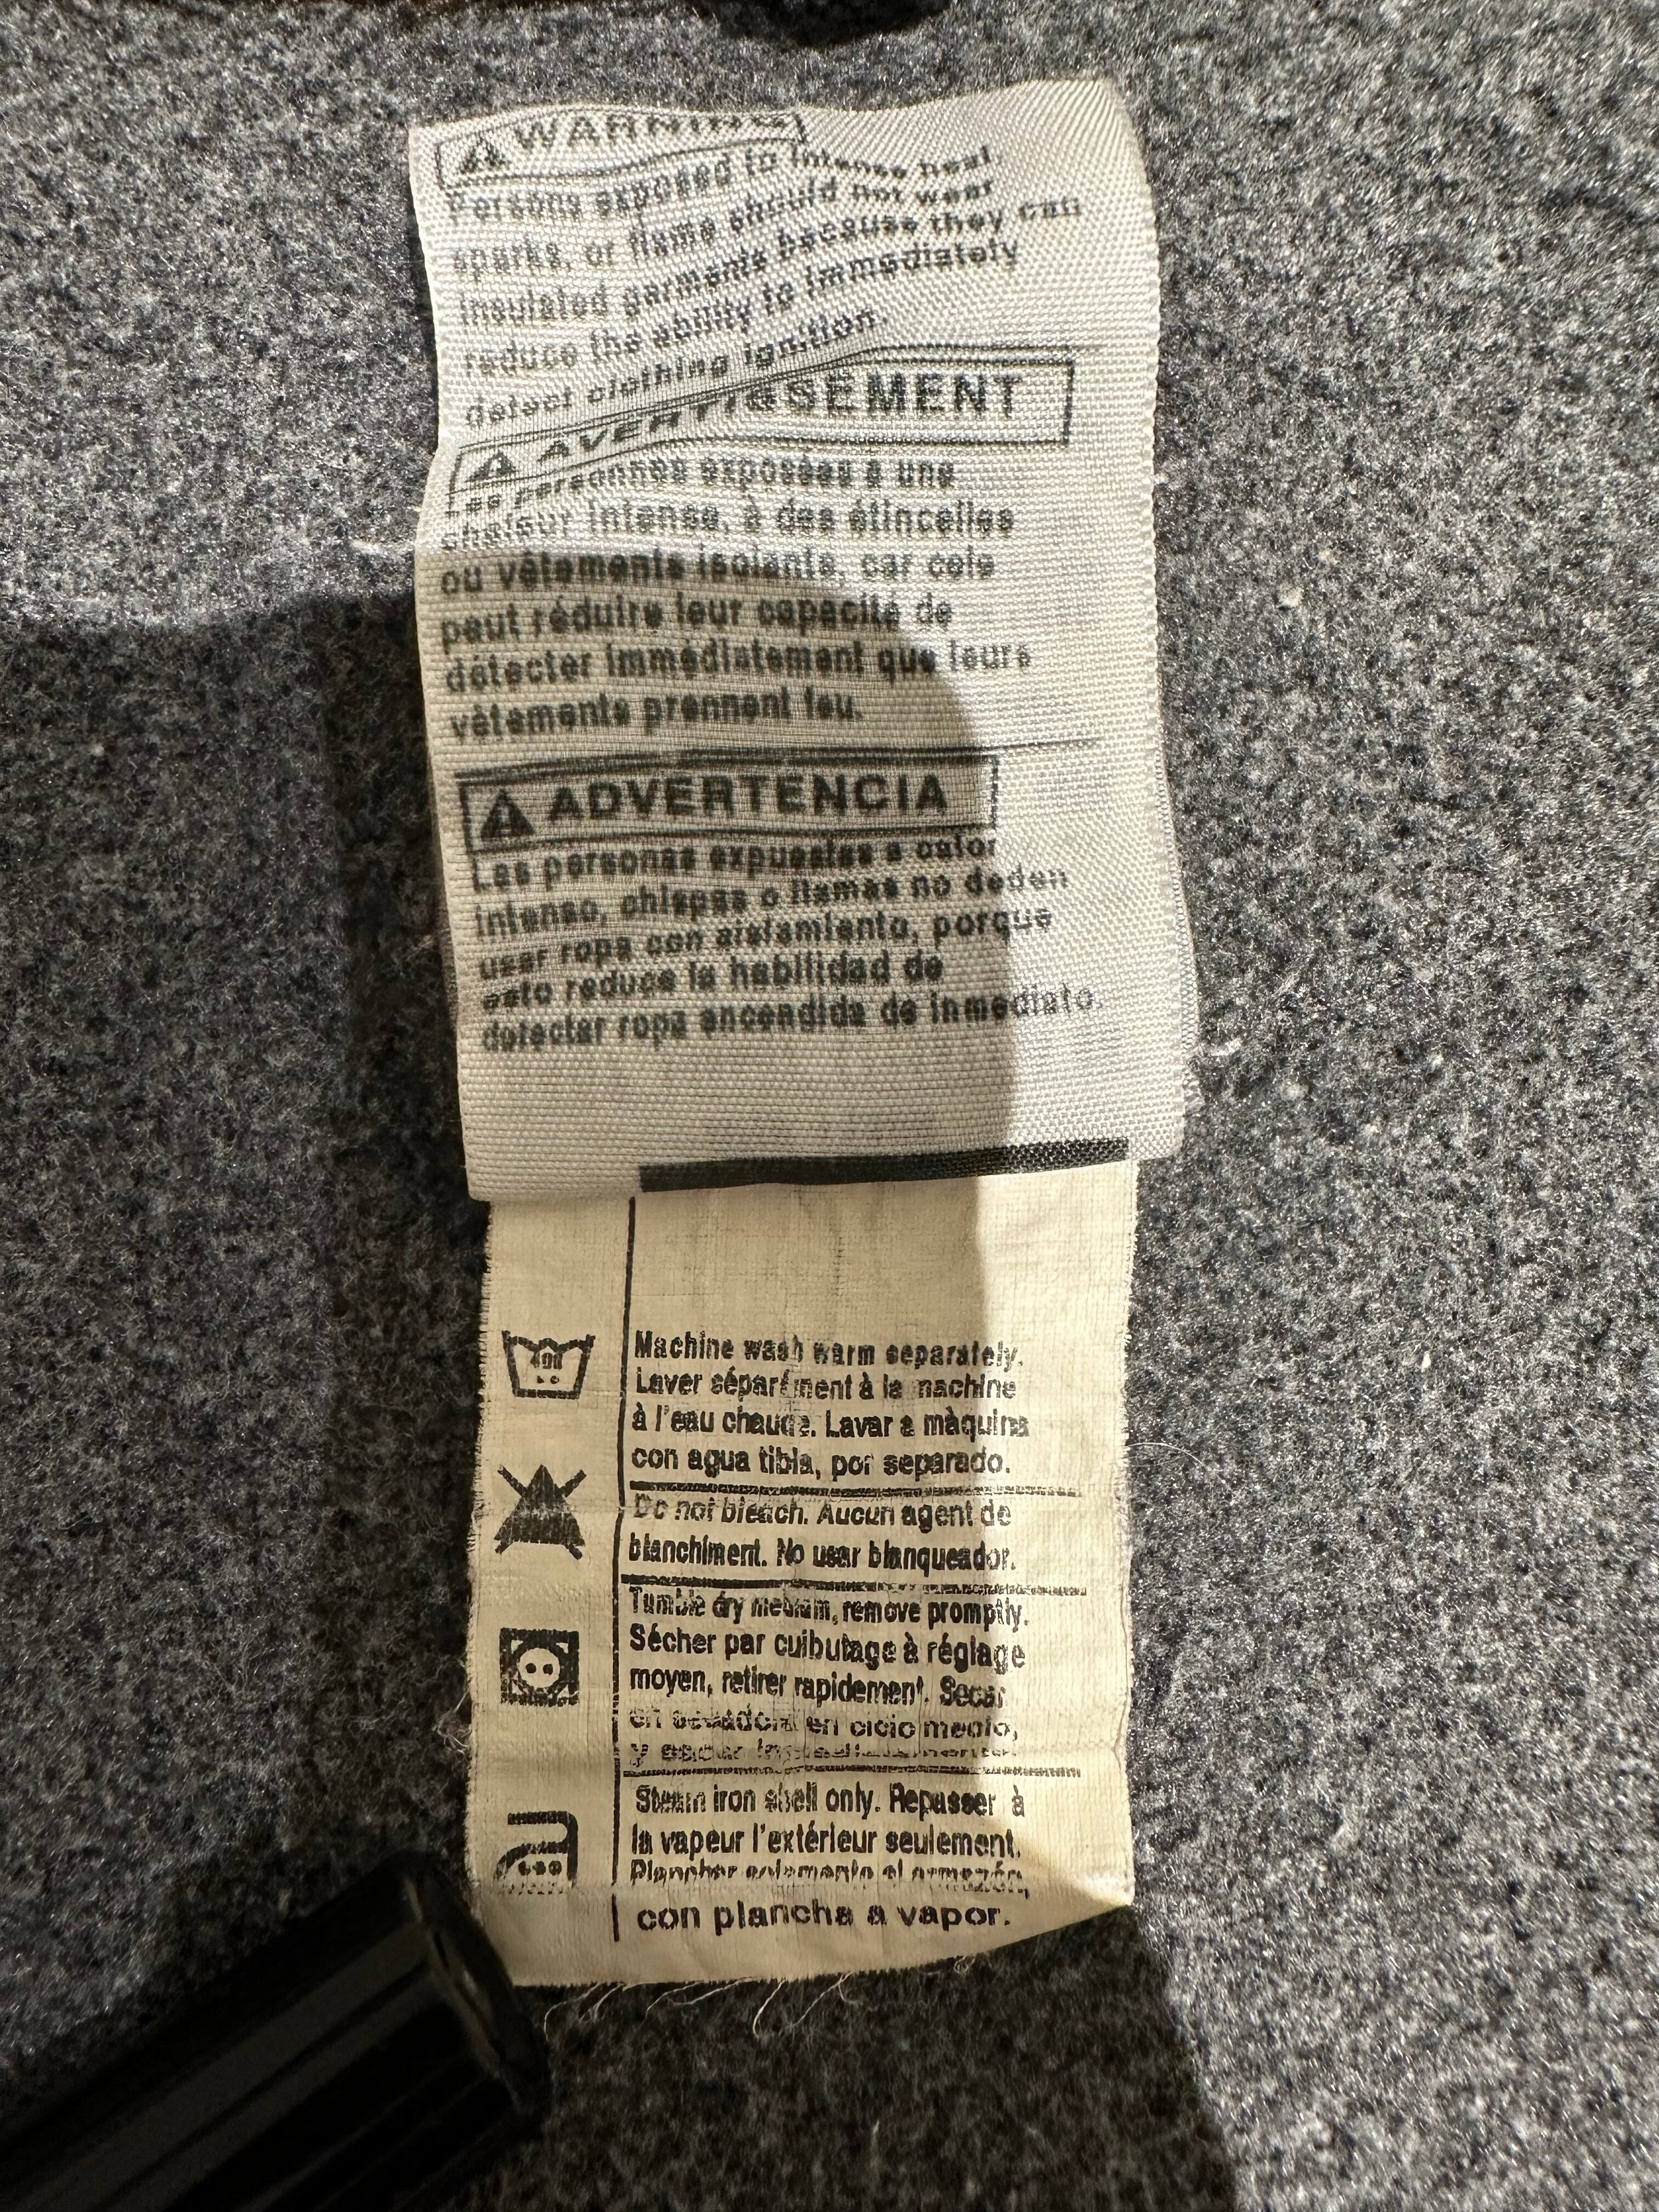 WARNING
Persons exposed to intense heat,
sparks, or flame should not wear
insulated garments because they can
reduce the ability to immediately
detect clothing ignition.
AVERTISSEMENT
Les personnes exposées à une
chaleur intense, à des étincelles
ou vêtements isolants, car cele
peut réduire leur capacité de
détecter immédiatement que leurs
vêtements prennent feu.
ADVERTENCIA
Las personas expuestas a calor
intenso, chispas o llamas no deden
usar ropa con aislamiento, porque
esto reduce la habilidad de
detectar ropa encendida de inmediato.
Machine wash warm separately.
Laver séparément à la machine
à l'eau chaude. Lavar a màquina
con agua tibia, por separado.
Do not bleach. Aucun agent de
blanchiment. No usar blanqueador.
Tumble dry medium, remove promptly.
Sécher par culbutage à réglage
moyen, retirer rapidement. Secar
en secadora en ciclo medio,
y
Steam iron shell only. Repasser à
la vapeur l'extérieur seulement.
Planchar solamente el armazón,
con plancha a vapor.